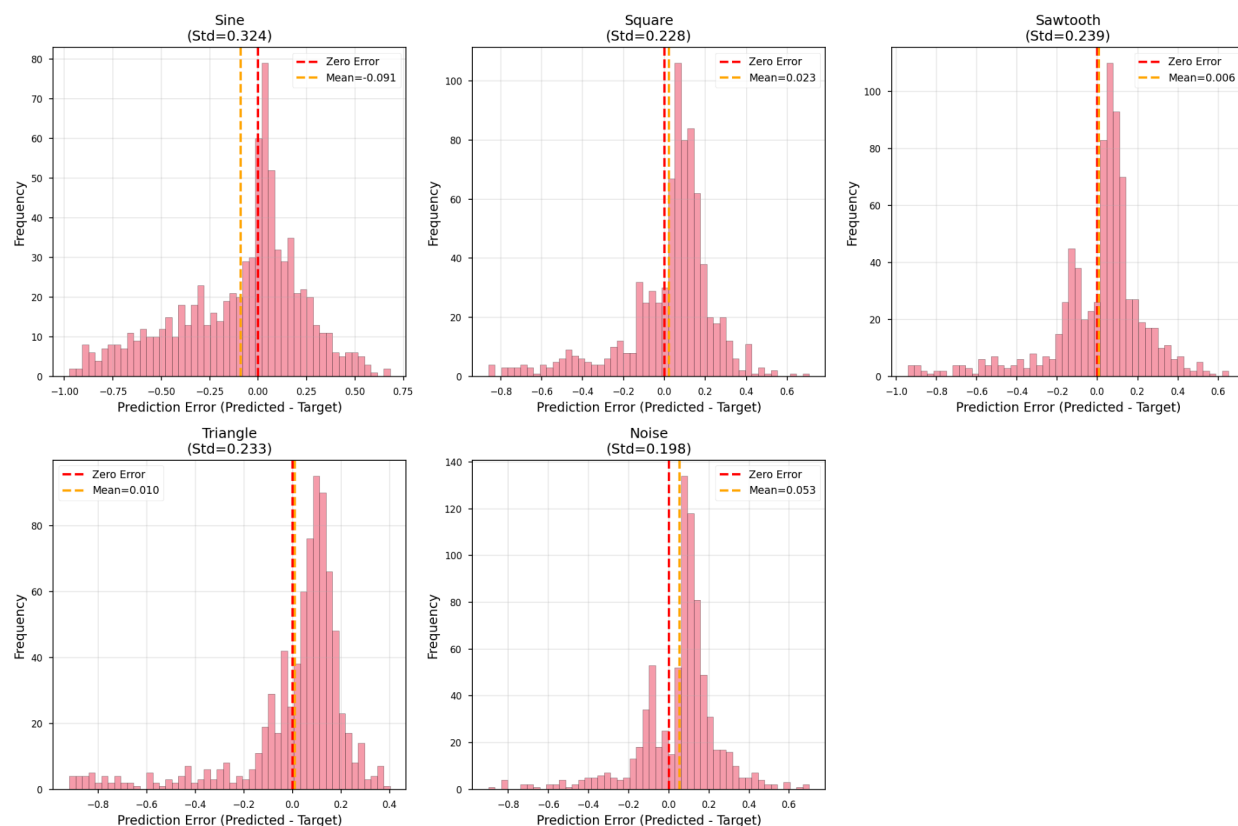 Sine
(Std=0.324)
Zero Error
Mean=-0.091
Frequency
80
70
60
50
40
30
20
10
0
-1.00 -0.75 -0.50 -0.25 0.00 0.25 0.50 0.75
Prediction Error (Predicted - Target)
Square
(Std=0.228)
Zero Error
Mean=0.023
Frequency
100
80
60
40
20
0
−0.8 −0.6 −0.4 −0.2 0.0 0.2 0.4 0.6
Prediction Error (Predicted - Target)
Sawtooth
(Std=0.239)
Zero Error
Mean=0.006
Frequency
100
80
60
40
20
0
−0.8 −0.6 −0.4 −0.2 0.0 0.2 0.4 0.6
Prediction Error (Predicted - Target)
Triangle
(Std=0.233)
Zero Error
Mean=0.010
Frequency
80
60
40
20
0
−0.8 −0.6 −0.4 −0.2 0.0 0.2 0.4
Prediction Error (Predicted - Target)
Noise
(Std=0.198)
Zero Error
Mean=0.053
Frequency
140
120
100
80
60
40
20
0
−0.8 −0.6 −0.4 −0.2 0.0 0.2 0.4 0.6
Prediction Error (Predicted - Target)